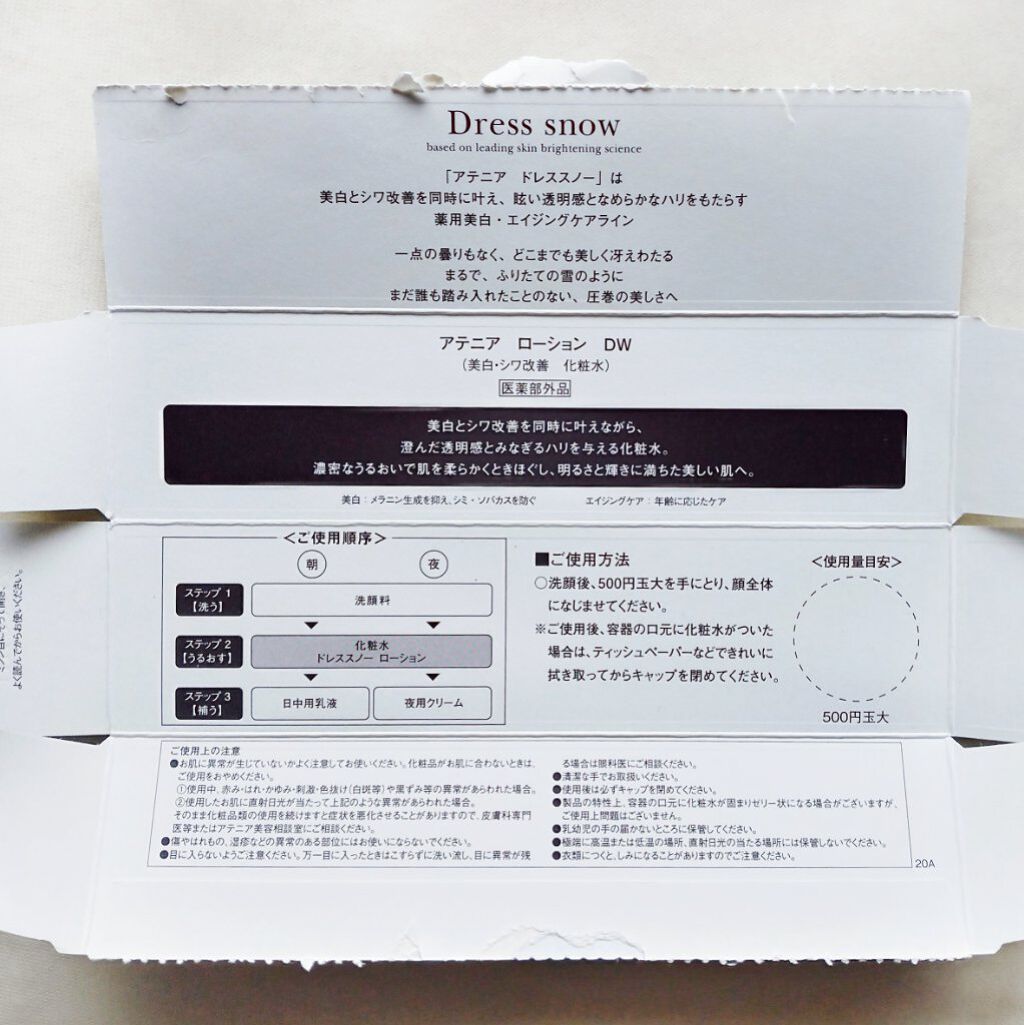 Dress snow
based on leading skin brightening science
「アテニア　ドレススノー」は
美白とシワ改善を同時に叶え、眩い透明感となめらかなハリをもたらす
薬用美白・エイジングケアライン
一点の曇りもなく、どこまでも美しく冴えわたる
まるで、ふりたての雪のように
まだ誰も踏み入れたことのない、圧巻の美しさへ
アテニア　ローション　DW
（美白・シワ改善　化粧水）
医薬部外品
美白とシワ改善を同時に叶えながら、
澄んだ透明感とみなぎるハリを与える化粧水。
濃密なうるおいで肌を柔らかくときほぐし、明るさと輝きに満ちた美しい肌へ。
美白：メラニン生成を抑え、シミ・ソバカスを防ぐ　エイジングケア：年齢に応じたケア
＜ご使用順序＞
朝　夜
ステップ 1
【洗う】
洗顔料
ステップ 2
【うるおす】
化粧水
ドレススノー ローション
ステップ 3
【補う】
日中用乳液　夜用クリーム
■ご使用方法
○洗顔後、500円玉大を手にとり、顔全体
になじませてください。
※ご使用後、容器の口元に化粧水がついた
場合は、ティッシュペーパーなどできれいに
拭き取ってからキャップを閉めてください。
＜使用量目安＞
500円玉大
よく読んでからお使いください。
ご使用上の注意
●お肌に異常が生じていないかよく注意してお使いください。化粧品がお肌に合わないときは、
ご使用をおやめください。
①使用中、赤み・はれ・かゆみ・刺激・色抜け（白斑等）や黒ずみ等の異常があらわれた場合。
②使用したお肌に直射日光が当たって上記のような異常があらわれた場合。
そのまま化粧品類の使用を続けますと症状を悪化させることがありますので、皮膚科専門
医等またはアテニア美容相談室にご相談ください。
●傷やはれもの、湿疹などの異常のある部位にはお使いにならないでください。
●目に入らないようご注意ください。万一目に入ったときはこすらずに洗い流し、目に異常が残
る場合は眼科医にご相談ください。
●清潔な手でお取扱いください。
●使用後は必ずキャップを閉めてください。
●製品の特性上、容器の口元に化粧水が固まりゼリー状になる場合がございますが、
ご使用上問題はございません。
●乳幼児の手の届かないところに保管してください。
●極端に高温または低温の場所、直射日光の当たる場所には保管しないでください。
●衣類につくと、しみになることがありますのでご注意ください。
20A